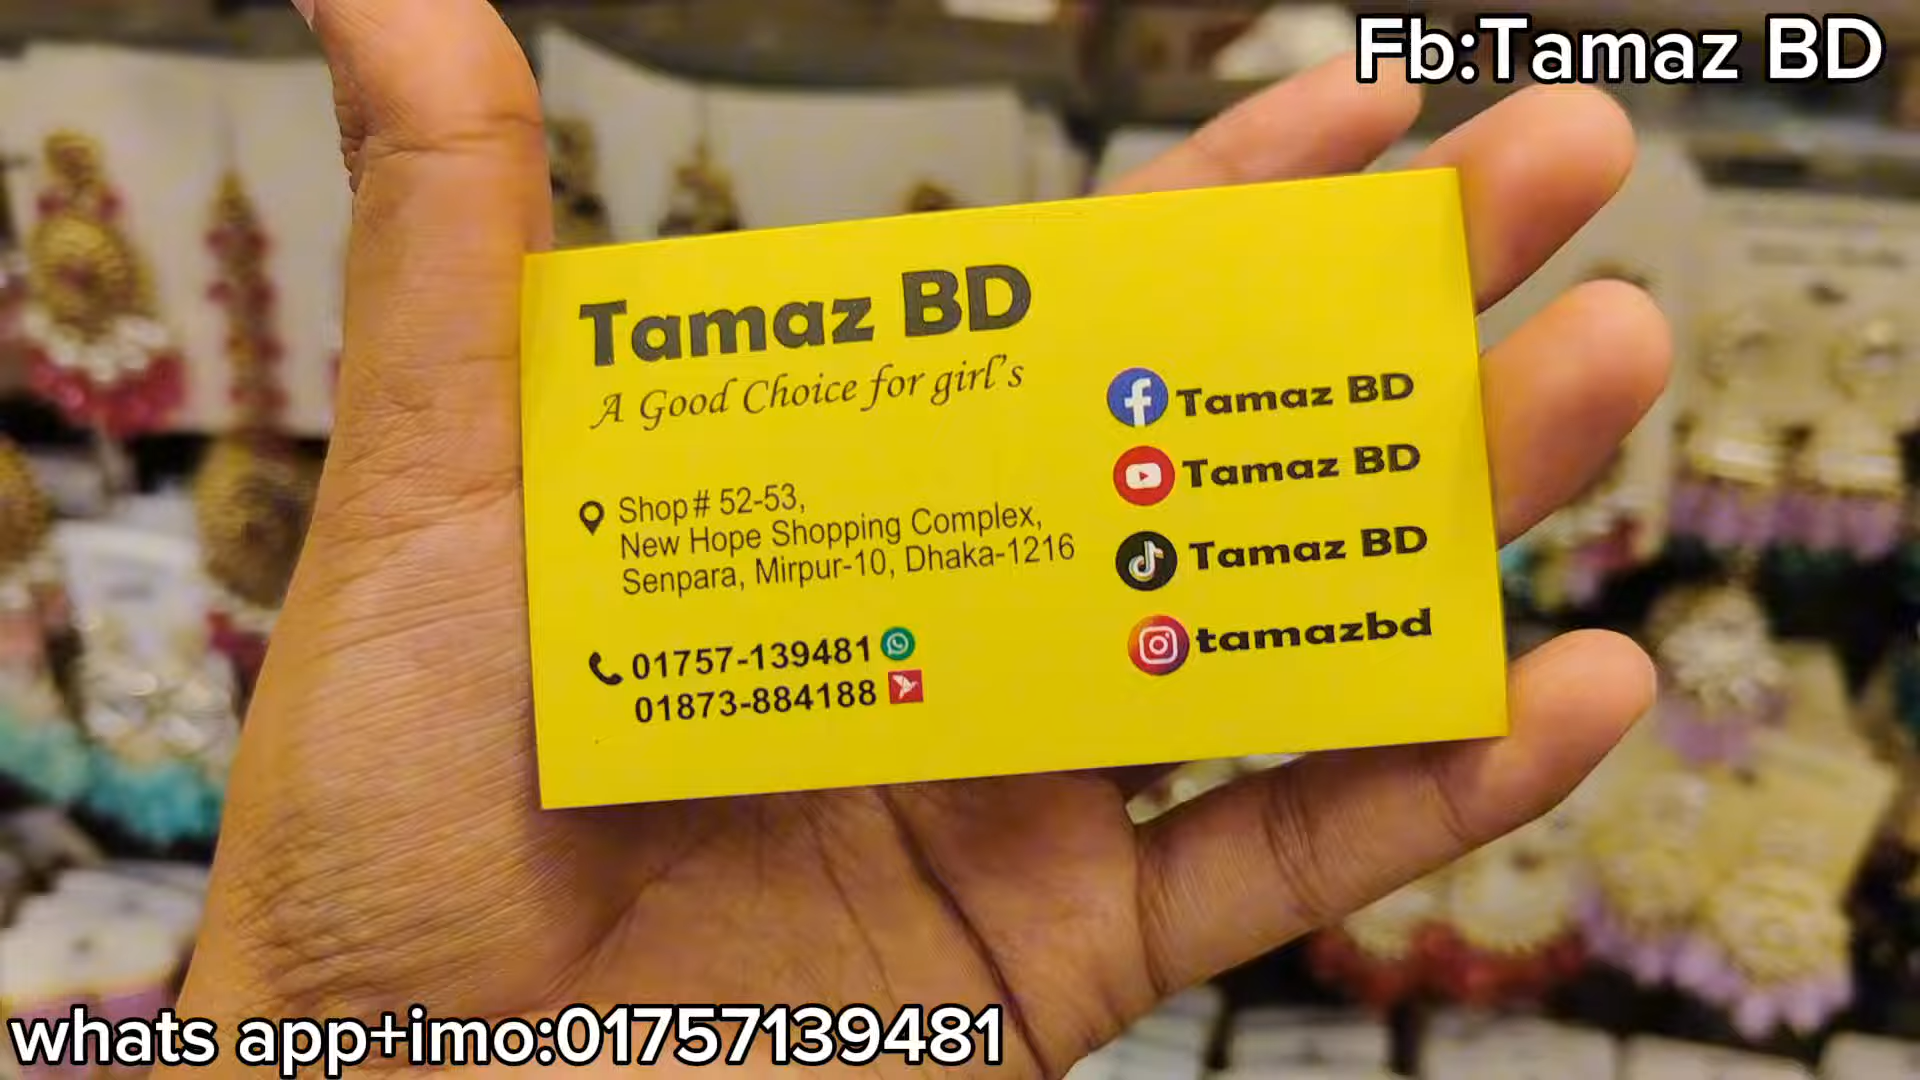 Fb:Tamaz BD
Tamaz BD
A Good Choice for girl's
Shop# 52-53,
New Hope Shopping Complex,
Senpara, Mirpur-10, Dhaka-1216
01757-139481
01873-884188
Tamaz BD
Tamaz BD
Tamaz BD
tamazbd
whats app+imo:01757139481